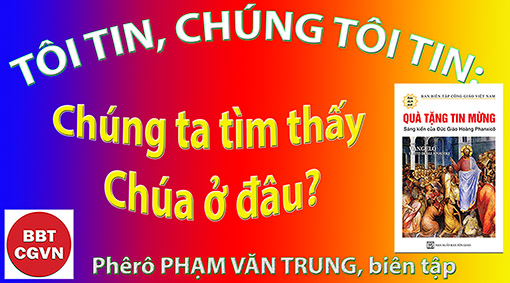 TÔI TIN, CHÚNG TÔI TIN:
Chúng ta tìm thấy
Chúa ở đâu?
BBT
CGVN
Phêrô PHẠM VĂN TRUNG, biên tập
BAN BIÊN TẬP CÔNG GIÁO VIỆT NAM
QUÀ TẶNG TIN MỪNG
Sáng kiến của Đức Giáo Hoàng Phanxicô